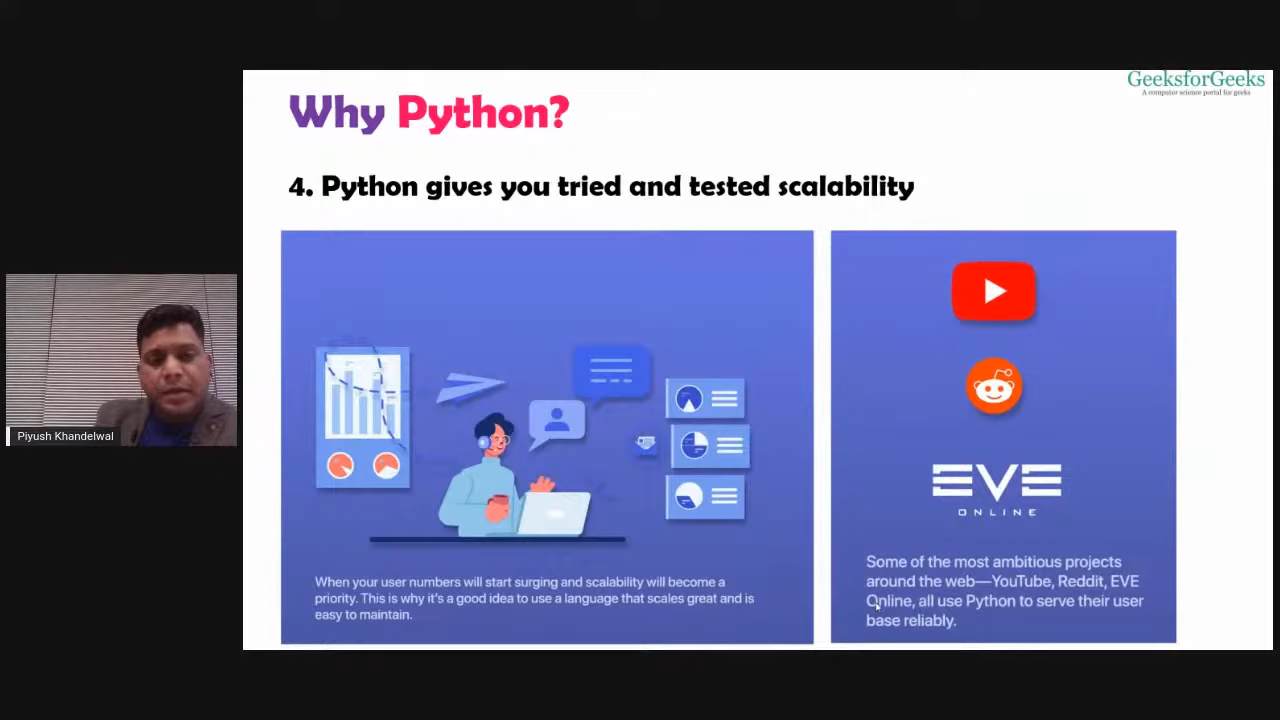 GeeksforGeeks
A computer science portal for geeks
Why Python?
4. Python gives you tried and tested scalability
When your user numbers will start surging and scalability will become a
priority. This is why it's a good idea to use a language that scales great and is
easy to maintain.
EVE
ONLINE
Some of the most ambitious projects
around the web—YouTube, Reddit, EVE
Online, all use Python to serve their user
base reliably.
Piyush Khandelwal